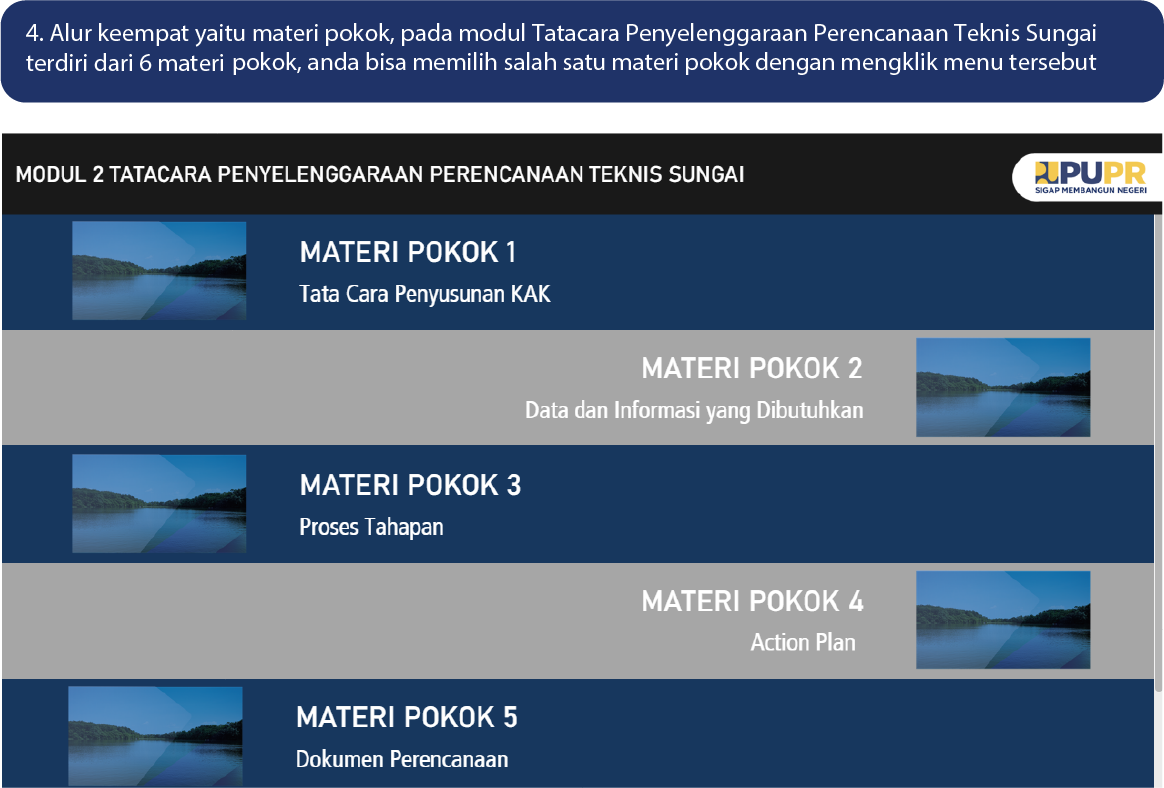 4. Alur keempat yaitu materi pokok, pada modul Tatacara Penyelenggaraan Perencanaan Teknis Sungai
terdiri dari 6 materi pokok, anda bisa memilih salah satu materi pokok dengan mengklik menu tersebut
MODUL 2 TATACARA PENYELENGGARAAN PERENCANAAN TEKNIS SUNGAI
PUPR
SIGAP MEMBANGUN NEGERI
MATERI POKOK 1
Tata Cara Penyusunan KAK
MATERI POKOK 2
Data dan Informasi yang Dibutuhkan
MATERI POKOK 3
Proses Tahapan
MATERI POKOK 4
Action Plan
MATERI POKOK 5
Dokumen Perencanaan